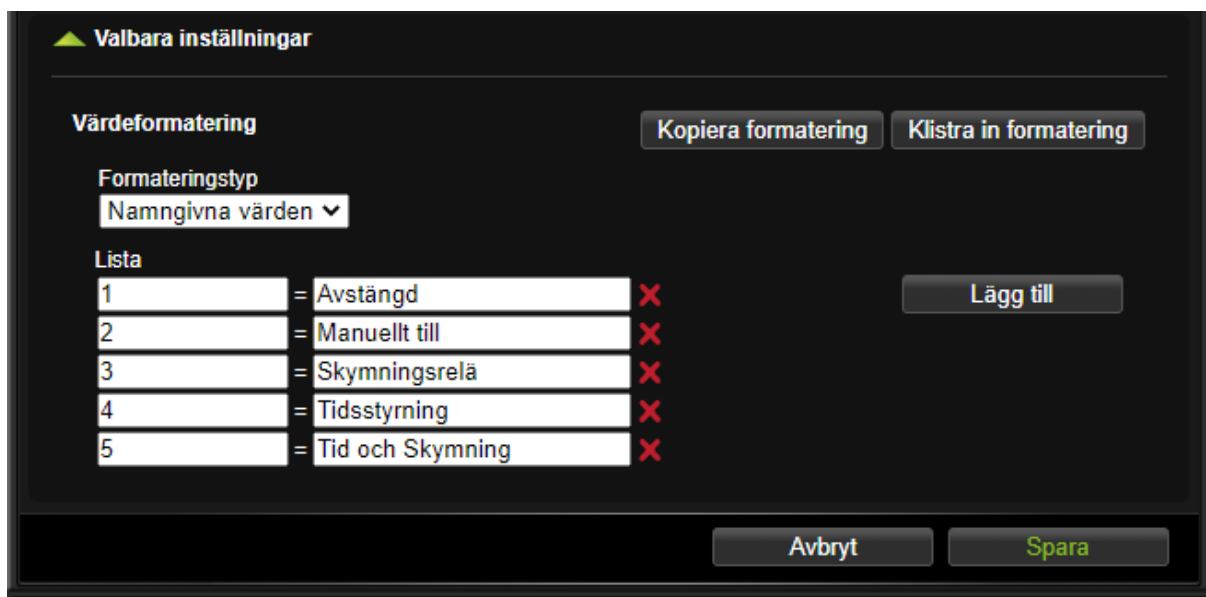 Valbara inställningar
Värdeformatering
Kopiera formatering
Klistra in formatering
Formateringstyp
Namngivna värden
Lista
1 = Avstängd
Lägg till
2 = Manuellt till
3 = Skymningsrelä
4 = Tidsstyrning
5 = Tid och Skymning
Avbryt
Spara